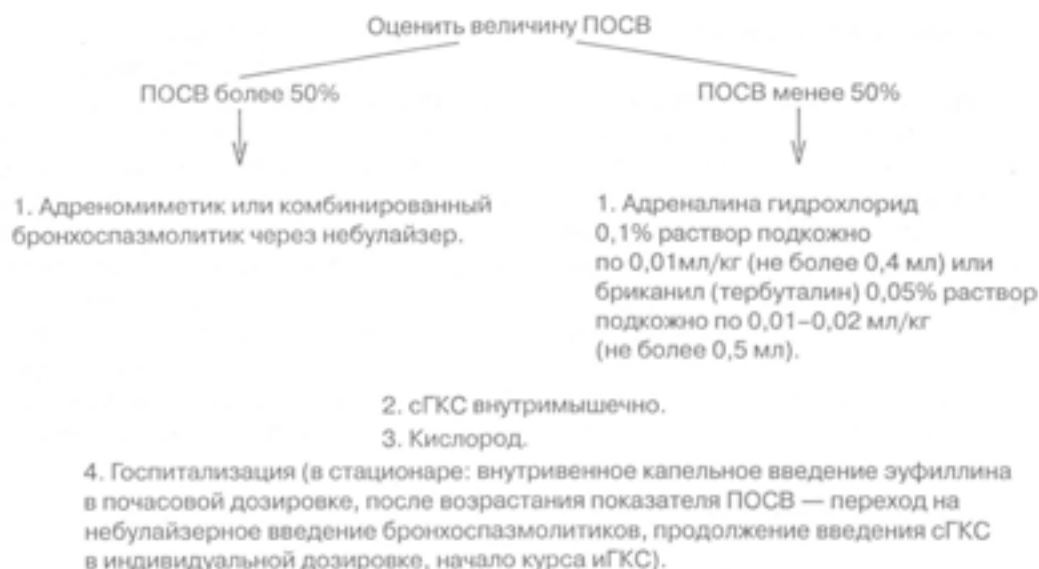 Оценить величину ПОСВ
ПОСВ более 50%
ПОСВ менее 50%
1. Адреномиметик или комбинированный
бронхоспазмолитик через небулайзер.
1. Адреналина гидрохлорид
0,1% раствор подкожно
по 0,01мл/кг (не более 0,4 мл) или
бриканил (тербуталин) 0,05% раствор
подкожно по 0,01–0,02 мл/кг
(не более 0,5 мл).
2. сГКС внутримышечно.
3. Кислород.
4. Госпитализация (в стационаре: внутривенное капельное введение эуфиллина
в почасовой дозировке, после возрастания показателя ПОСВ — переход на
небулайзерное введение бронхоспазмолитиков, продолжение введения сГКС
в индивидуальной дозировке, начало курса иГКС).